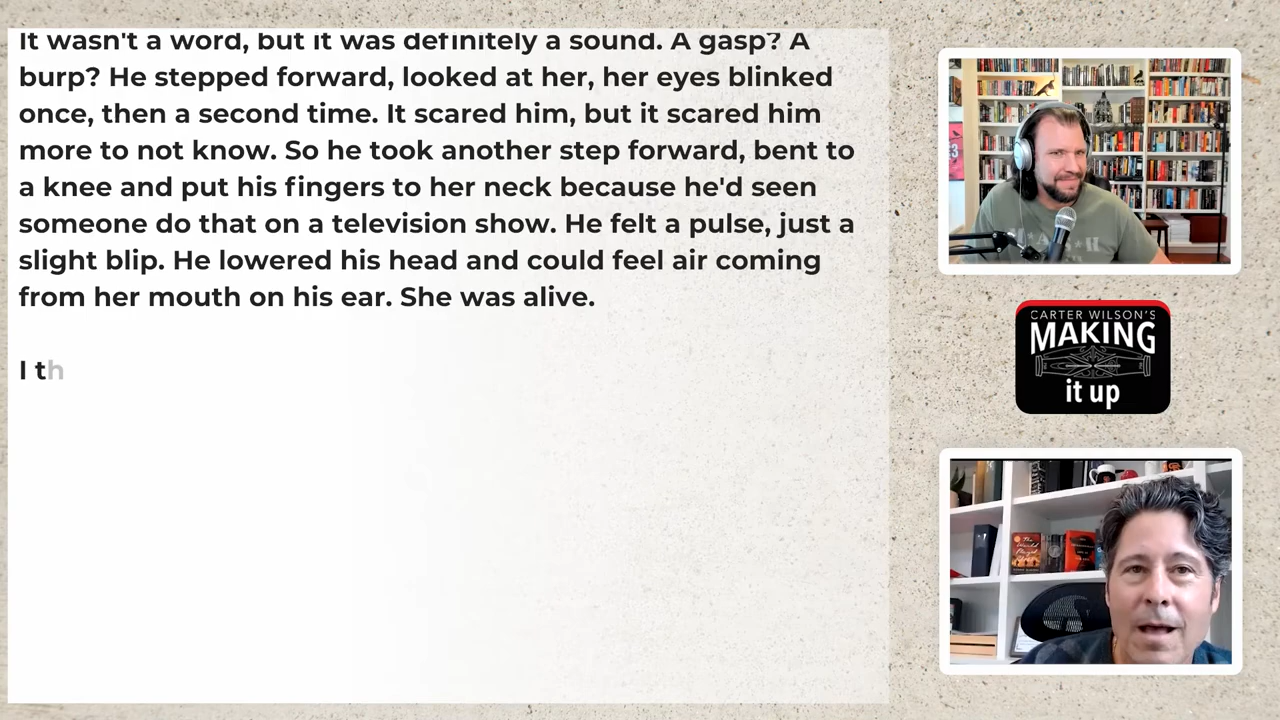 It wasn't a word, but it was definitely a sound. A gasp? A
burp? He stepped forward, looked at her, her eyes blinked
once, then a second time. It scared him, but it scared him
more to not know. So he took another step forward, bent to
a knee and put his fingers to her neck because he'd seen
someone do that on a television show. He felt a pulse, just a
slight blip. He lowered his head and could feel air coming
from her mouth on his ear. She was alive.
I th
CARTER WILSON'S
MAKING
it up